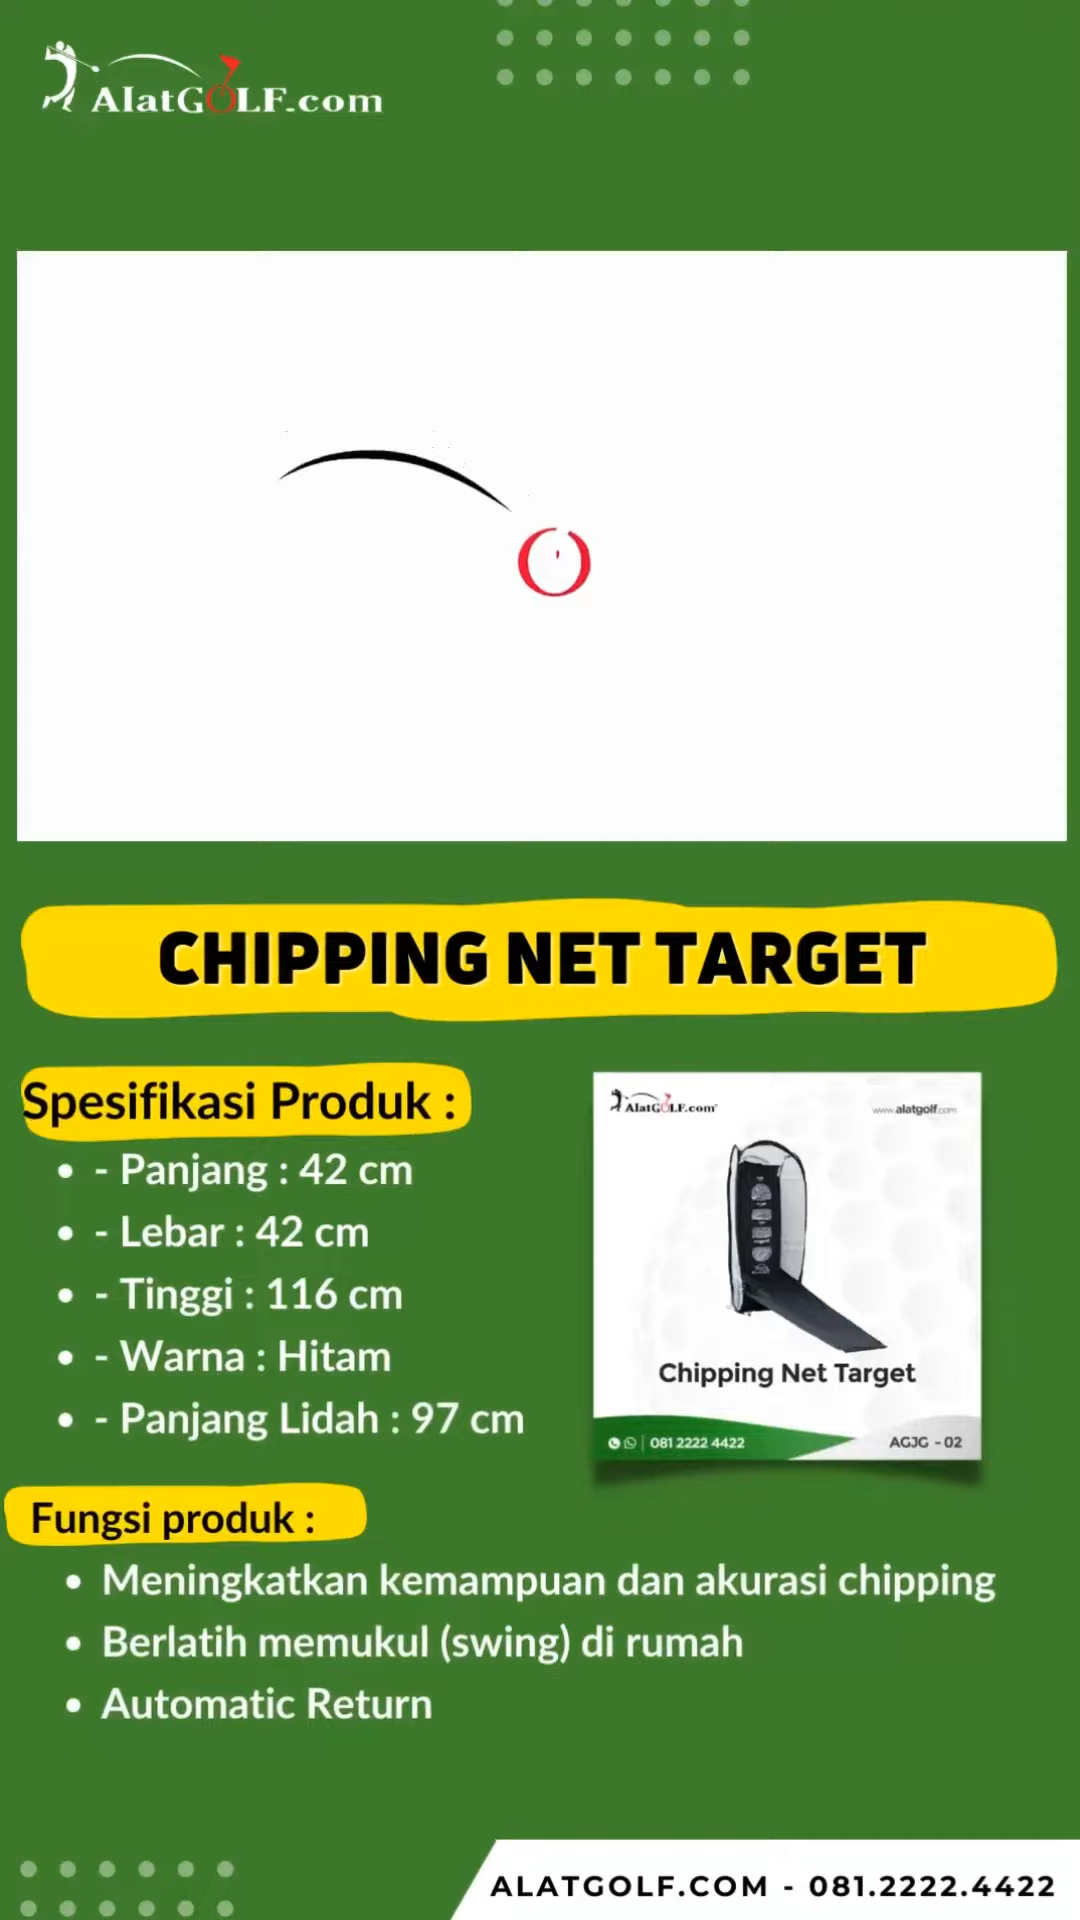 AlatGOLF.com
O
CHIPPING NET TARGET
Spesifikasi Produk :
- Panjang : 42 cm
- Lebar : 42 cm
- Tinggi : 116 cm
- Warna : Hitam
- Panjang Lidah : 97 cm
AlatGOLF.com
www.alatgolf.com
Chipping Net Target
081 2222 4422
AGJG - 02
Fungsi produk :
Meningkatkan kemampuan dan akurasi chipping
Berlatih memukul (swing) di rumah
Automatic Return
ALATGOLF.COM - 081.2222.4422